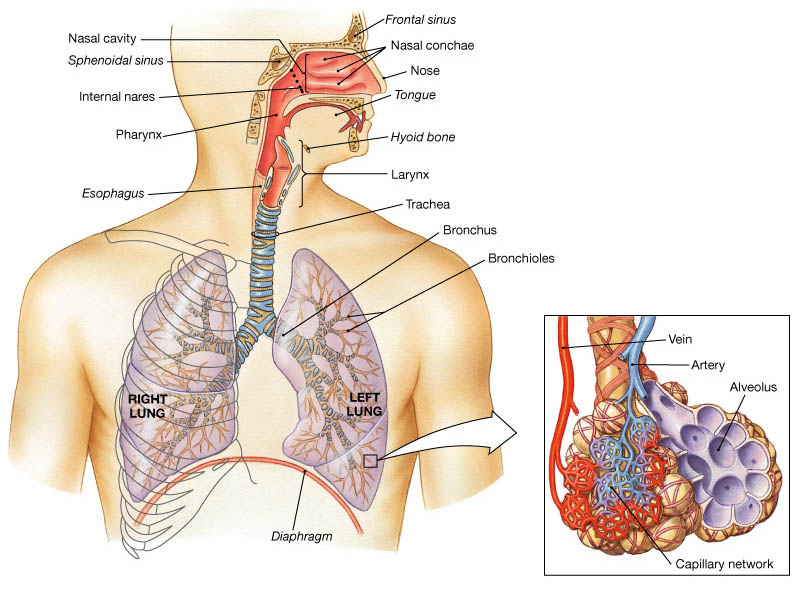 Frontal sinus
Nasal cavity
Nasal conchae
Sphenoidal sinus
Nose
Internal nares
Tongue
Pharynx
Hyoid bone
Larynx
Esophagus
Trachea
Bronchus
Bronchioles
RIGHT
LUNG
LEFT
LUNG
Diaphragm
Vein
Artery
Alveolus
Capillary network